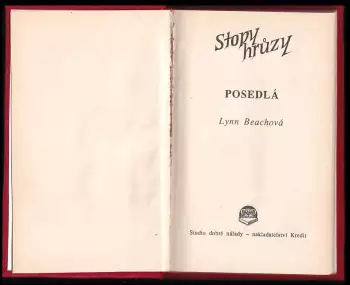 Stopy
hrůzy
POSEDLÁ
Lynn Beachová
Studio dobré nálady – nakladatelství Kredit